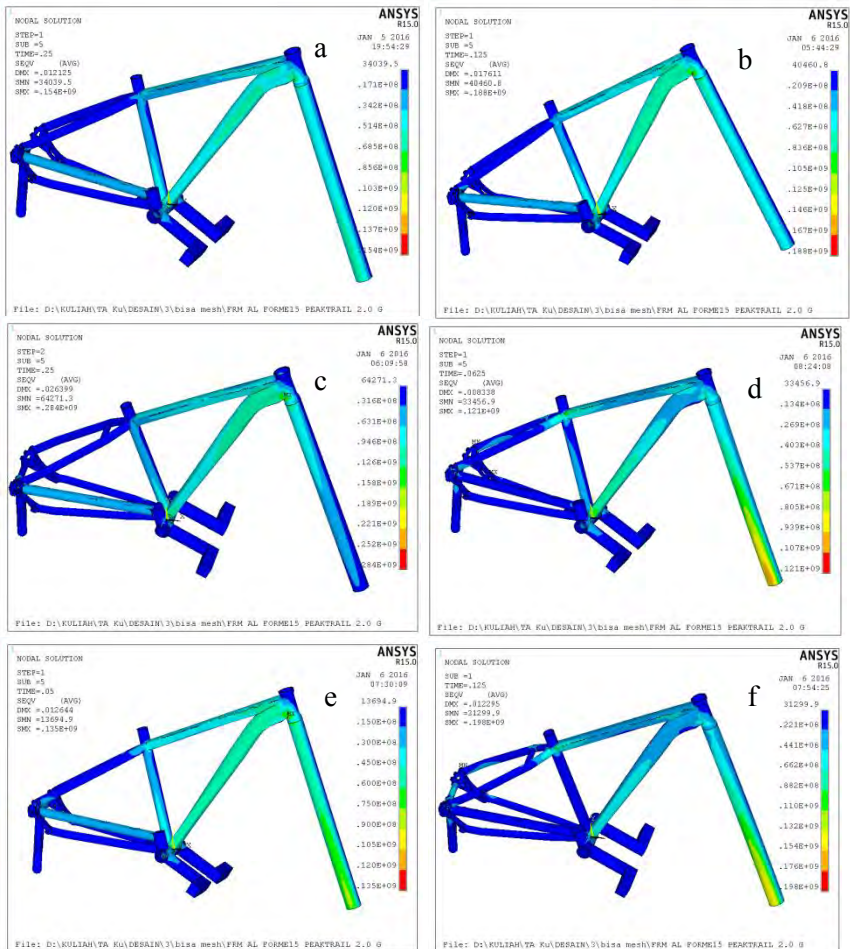 a
NODAL SOLUTION
STEP=1
SUB =5
TIME=.25
SEQV (AVG)
DMX =.012125
SMN =34039.5
SMX =.154E+09
ANSYS
R15.0
JAN 5 2016
19:54:29
34039.5
.171E+08
.342E+08
.514E+08
.685E+08
.856E+08
.103E+09
.120E+09
.137E+09
.154E+09
File: D:\KULIAH\TA Ku\DESAIN\3\bisa mesh\FRM AL FORME15 PEAKTRAIL 2.0 G
b
NODAL SOLUTION
STEP=1
SUB =5
TIME=.125
SEQV (AVG)
DMX =.017611
SMN =40460.8
SMX =.188E+09
ANSYS
R15.0
JAN 6 2016
05:44:29
40460.8
.209E+08
.418E+08
.627E+08
.836E+08
.105E+09
.125E+09
.146E+09
.167E+09
.188E+09
File: D:\KULIAH\TA Ku\DESAIN\3\bisa mesh\FRM AL FORME15 PEAKTRAIL 2.0 G
c
NODAL SOLUTION
STEP=2
SUB =5
TIME=.25
SEQV (AVG)
DMX =.026399
SMN =64271.3
SMX =.284E+09
ANSYS
R15.0
JAN 6 2016
06:09:58
64271.3
.316E+08
.631E+08
.946E+08
.126E+09
.158E+09
.189E+09
.221E+09
.252E+09
.284E+09
File: D:\KULIAH\TA Ku\DESAIN\3\bisa mesh\FRM AL FORME15 PEAKTRAIL 2.0 G
d
NODAL SOLUTION
STEP=1
SUB =5
TIME=.0625
SEQV (AVG)
DMX =.008338
SMN =33456.9
SMX =.121E+09
ANSYS
R15.0
JAN 6 2016
08:24:08
33456.9
.134E+08
.269E+08
.403E+08
.537E+08
.671E+08
.805E+08
.939E+08
.107E+09
.121E+09
MN
MX
File: D:\KULIAH\TA Ku\DESAIN\3\bisa mesh\FRM AL FORME15 PEAKTRAIL 2.0 G
e
NODAL SOLUTION
STEP=1
SUB =5
TIME=.05
SEQV (AVG)
DMX =.012644
SMN =13694.9
SMX =.135E+09
ANSYS
R15.0
JAN 6 2016
07:30:09
13694.9
.150E+08
.300E+08
.450E+08
.600E+08
.750E+08
.900E+08
.105E+09
.120E+09
.135E+09
File: D:\KULIAH\TA Ku\DESAIN\3\bisa mesh\FRM AL FORME15 PEAKTRAIL 2.0 G
f
NODAL SOLUTION
SUB =1
TIME=.125
SEQV (AVG)
DMX =.012295
SMN =31299.9
SMX =.198E+09
ANSYS
R15.0
JAN 6 2016
07:54:25
31299.9
.221E+08
.441E+08
.662E+08
.882E+08
.110E+09
.132E+09
.154E+09
.176E+09
.198E+09
MN
File: D:\KULIAH\TA Ku\DESAIN\3\bisa mesh\FRM AL FORME15 PEAKTRAIL 2.0 G